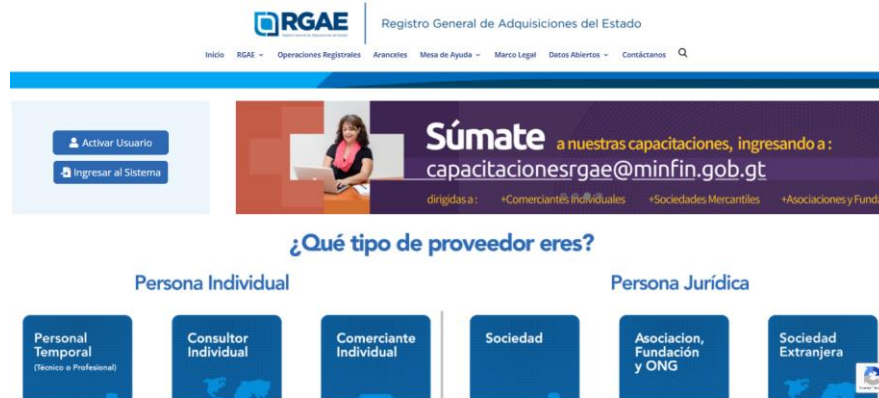 RGAE
Registro General de Adquisiciones del Estado
Inicio RGAE Operaciones Registrales Aranceles Mesa de Ayuda Marco Legal Datos Abiertos Contáctanos
Activar Usuario
Ingresar al Sistema
Súmate a nuestras capacitaciones, ingresando a :
capacitacionesrgae@minfin.gob.gt
dirigidas a : +Comerciantes Individuales +Sociedades Mercantiles +Asociaciones y Funda
¿Qué tipo de proveedor eres?
Persona Individual
Persona Jurídica
Personal
Temporal
(Técnico o Profesional)
Consultor
Individual
Comerciante
Individual
Sociedad
Asociacion,
Fundación
y ONG
Sociedad
Extranjera